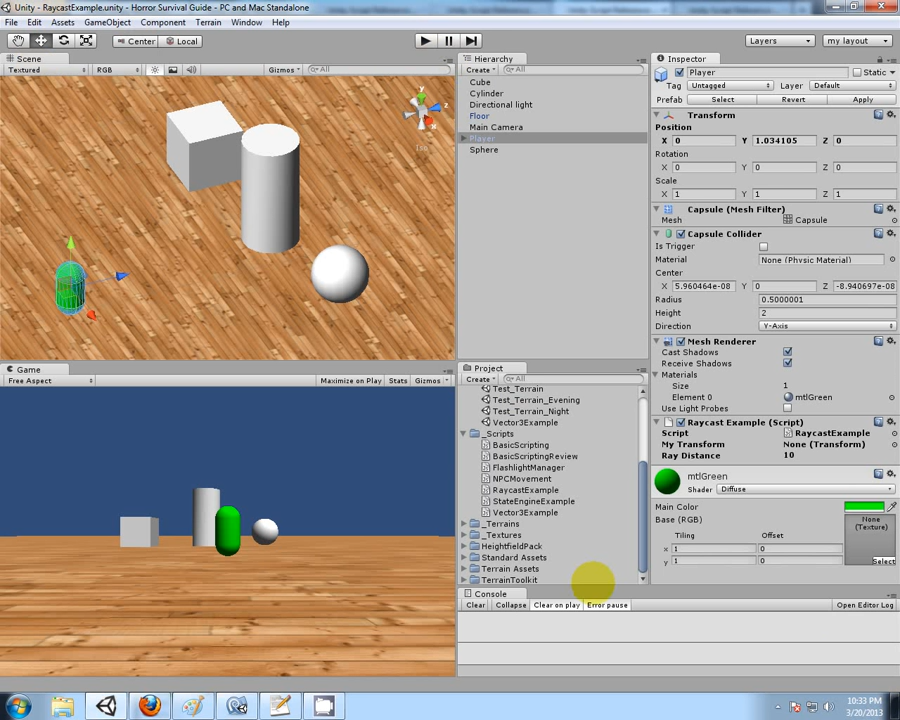 Unity - RaycastExample.unity - Horror Survival Guide - PC and Mac Standalone
File Edit Assets GameObject Component Terrain Window Help
Center Local Layers my layout
Scene
Textured RGB Gizmos All
Iso
Game
Free Aspect Maximize on Play Stats Gizmos
Hierarchy
Create All
Cube
Cylinder
Directional light
Floor
Main Camera
Player
Sphere
Project
Create All
Test_Terrain
Test_Terrain_Evening
Test_Terrain_Night
Vector3Example
_Scripts
BasicScripting
BasicScriptingReview
FlashlightManager
NPCMovement
RaycastExample
StateEngineExample
Vector3Example
_Terrains
_Textures
HeightfieldPack
Standard Assets
Terrain Assets
TerrainToolkit
Console
Clear Collapse Clear on play Error pause Open Editor Log
Inspector
Player Static
Tag Untagged Layer Default
Prefab Select Revert Apply
Transform
Position
X 0 Y 1.034105 Z 0
Rotation
X 0 Y 0 Z 0
Scale
X 1 Y 1 Z 1
Capsule (Mesh Filter)
Mesh Capsule
Capsule Collider
Is Trigger
Material None (Physic Material)
Center
X 5.960464e-08 Y 0 Z -8.940697e-08
Radius 0.5000001
Height 2
Direction Y-Axis
Mesh Renderer
Cast Shadows
Receive Shadows
Materials
Size 1
Element 0 mtlGreen
Use Light Probes
Raycast Example (Script)
Script RaycastExample
My Transform None (Transform)
Ray Distance 10
mtlGreen
Shader Diffuse
Main Color
Base (RGB)
None
(Texture)
Tiling Offset
x 1 0
y 1 0
Select
10:33 PM
3/20/2013